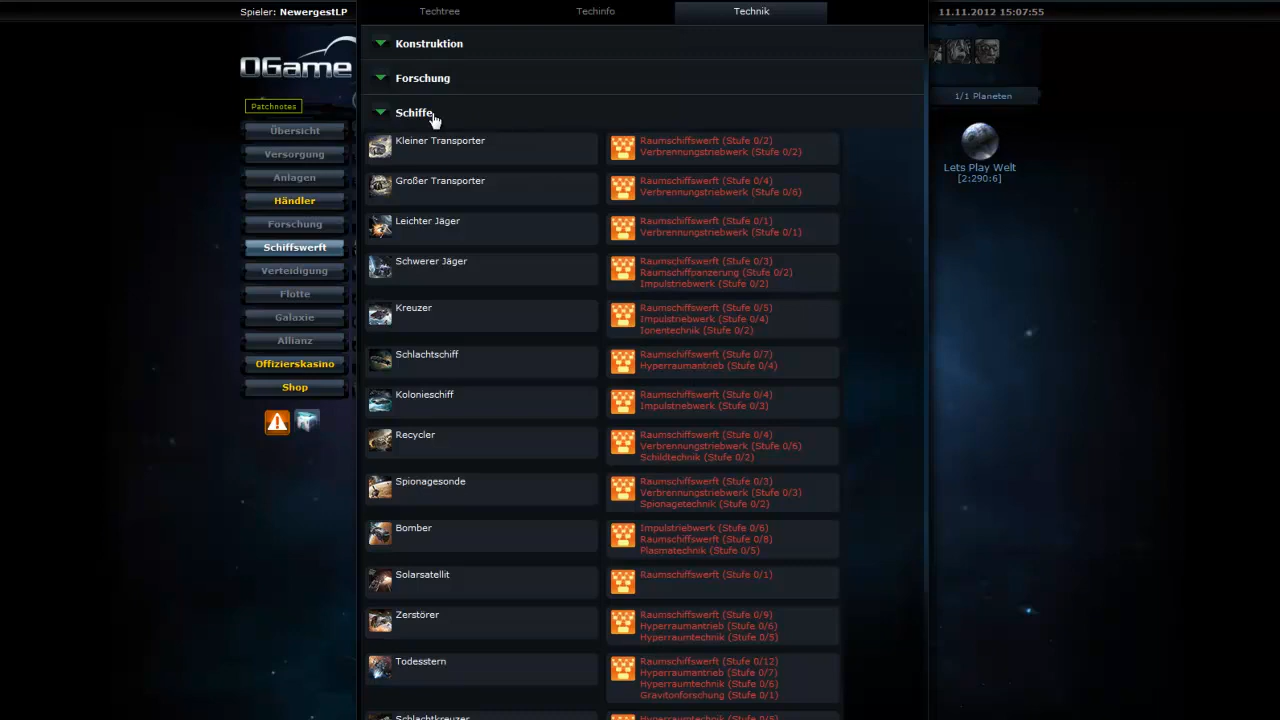 Spieler: NewergestLP
Techtree
Techinfo
Technik
11.11.2012 15:07:55
OGame
Patchnotes
Übersicht
Versorgung
Anlagen
Händler
Forschung
Schiffswerft
Verteidigung
Flotte
Galaxie
Allianz
Offizierskasino
Shop
Konstruktion
Forschung
Schiffe
Kleiner Transporter
Raumschiffswerft (Stufe 0/2)
Verbrennungstriebwerk (Stufe 0/2)
Großer Transporter
Raumschiffswerft (Stufe 0/4)
Verbrennungstriebwerk (Stufe 0/6)
Leichter Jäger
Raumschiffswerft (Stufe 0/1)
Verbrennungstriebwerk (Stufe 0/1)
Schwerer Jäger
Raumschiffswerft (Stufe 0/3)
Raumschiffpanzerung (Stufe 0/2)
Impulstriebwerk (Stufe 0/2)
Kreuzer
Raumschiffswerft (Stufe 0/5)
Impulstriebwerk (Stufe 0/4)
Ionentechnik (Stufe 0/2)
Schlachtschiff
Raumschiffswerft (Stufe 0/7)
Hyperraumantrieb (Stufe 0/4)
Kolonieschiff
Raumschiffswerft (Stufe 0/4)
Impulstriebwerk (Stufe 0/3)
Recycler
Raumschiffswerft (Stufe 0/4)
Verbrennungstriebwerk (Stufe 0/6)
Schildtechnik (Stufe 0/2)
Spionagesonde
Raumschiffswerft (Stufe 0/3)
Verbrennungstriebwerk (Stufe 0/3)
Spionagetechnik (Stufe 0/2)
Bomber
Impulstriebwerk (Stufe 0/6)
Raumschiffswerft (Stufe 0/8)
Plasmatechnik (Stufe 0/5)
Solarsatellit
Raumschiffswerft (Stufe 0/1)
Zerstörer
Raumschiffswerft (Stufe 0/9)
Hyperraumantrieb (Stufe 0/6)
Hyperraumtechnik (Stufe 0/5)
Todesstern
Raumschiffswerft (Stufe 0/12)
Hyperraumantrieb (Stufe 0/7)
Hyperraumtechnik (Stufe 0/6)
Gravitonforschung (Stufe 0/1)
Schlachtkreuzer
Hyperraumtechnik (Stufe 0/5)
1/1 Planeten
Lets Play Welt
[2:290:6]